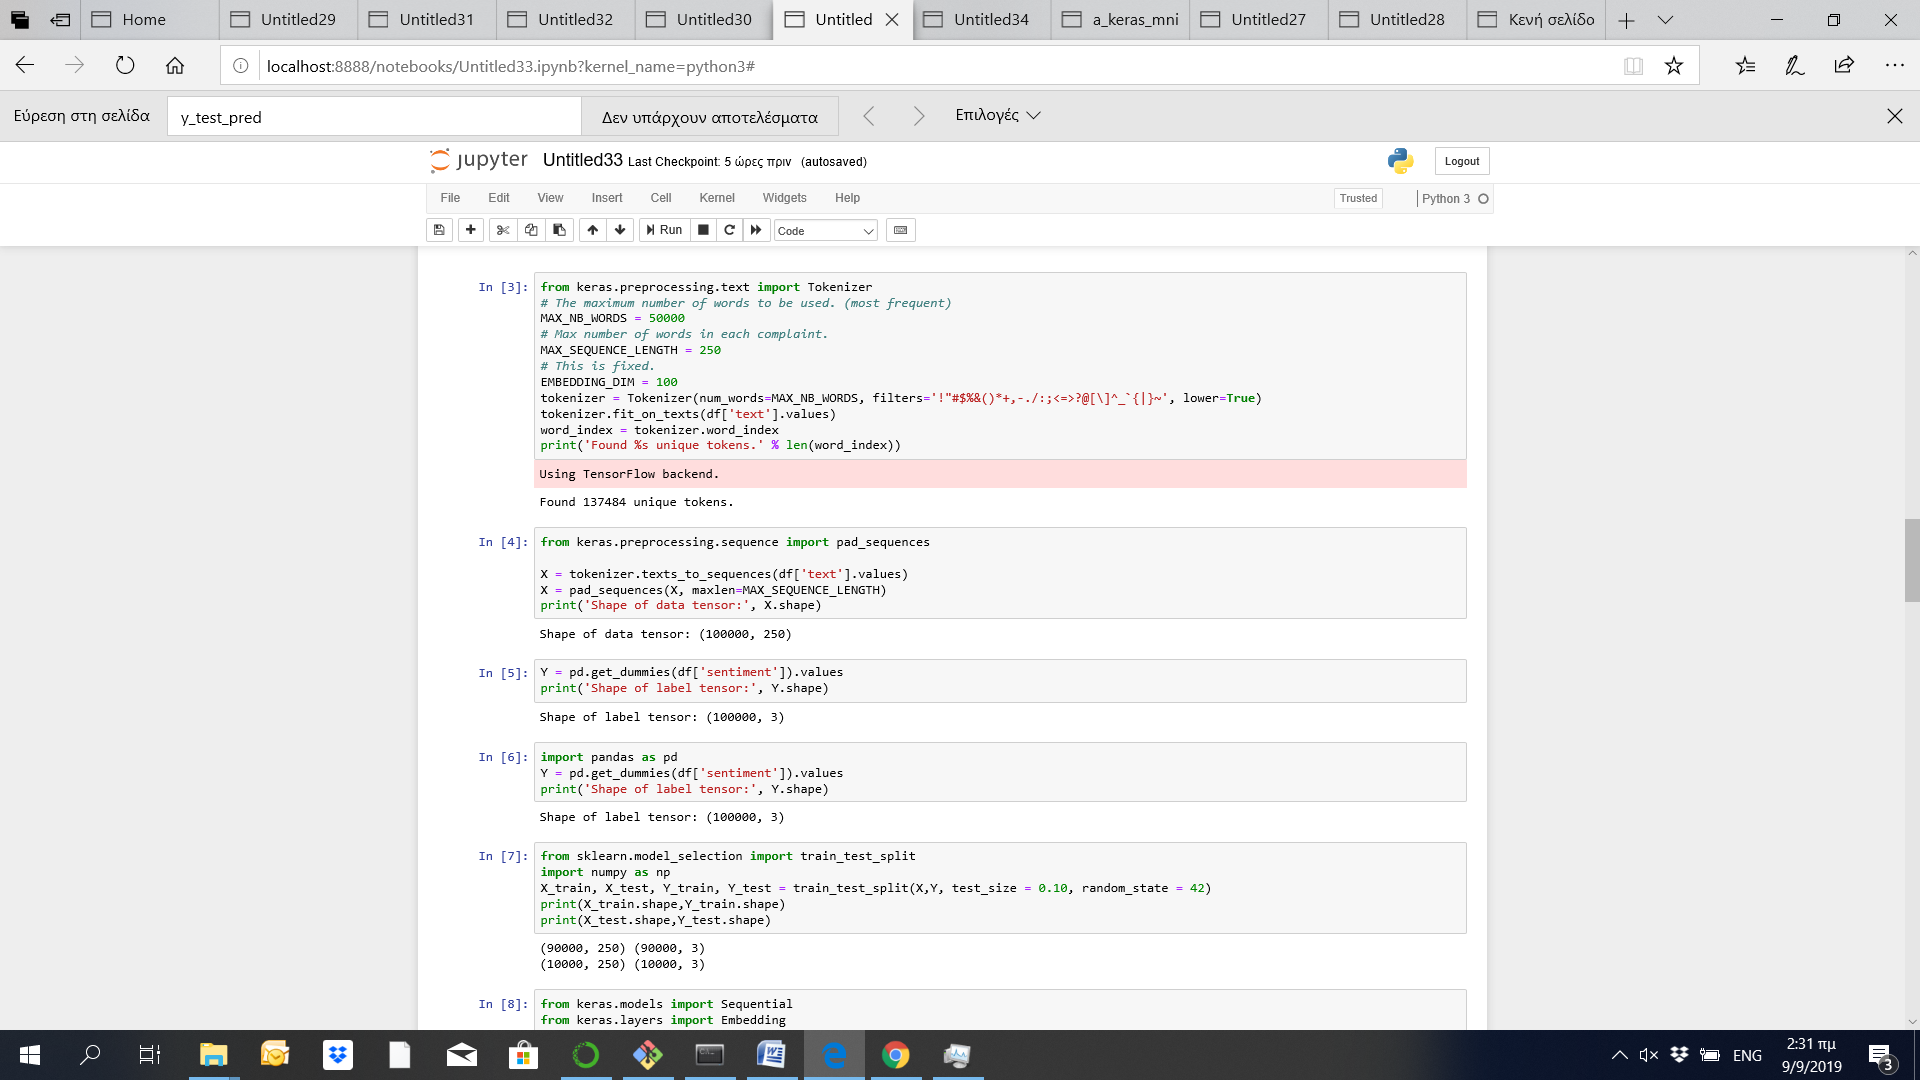 Home
Untitled29
Untitled31
Untitled32
Untitled30
Untitled
Untitled34
a_keras_mni
Untitled27
Untitled28
Κενή σελίδο
localhost:8888/notebooks/Untitled33.ipynb?kernel_name=python3#
Εύρεση στη σελίδα
y_test_pred
Δεν υπάρχουν αποτελέσματα
Επιλογές
jupyter Untitled33 Last Checkpoint: 5 ώρες πριν (autosaved)
Logout
File Edit View Insert Cell Kernel Widgets Help
Trusted
Python 3
Run
Code
In [3]:
from keras.preprocessing.text import Tokenizer
# The maximum number of words to be used. (most frequent)
MAX_NB_WORDS = 50000
# Max number of words in each complaint.
MAX_SEQUENCE_LENGTH = 250
# This is fixed.
EMBEDDING_DIM = 100
tokenizer = Tokenizer(num_words=MAX_NB_WORDS, filters='!"#$%&()*+,-./:;<=>?@[\]^_`{|}~', lower=True)
tokenizer.fit_on_texts(df['text'].values)
word_index = tokenizer.word_index
print('Found %s unique tokens.' % len(word_index))
Using TensorFlow backend.
Found 137484 unique tokens.
In [4]:
from keras.preprocessing.sequence import pad_sequences
X = tokenizer.texts_to_sequences(df['text'].values)
X = pad_sequences(X, maxlen=MAX_SEQUENCE_LENGTH)
print('Shape of data tensor:', X.shape)
Shape of data tensor: (100000, 250)
In [5]:
Y = pd.get_dummies(df['sentiment']).values
print('Shape of label tensor:', Y.shape)
Shape of label tensor: (100000, 3)
In [6]:
import pandas as pd
Y = pd.get_dummies(df['sentiment']).values
print('Shape of label tensor:', Y.shape)
Shape of label tensor: (100000, 3)
In [7]:
from sklearn.model_selection import train_test_split
import numpy as np
X_train, X_test, Y_train, Y_test = train_test_split(X,Y, test_size = 0.10, random_state = 42)
print(X_train.shape,Y_train.shape)
print(X_test.shape,Y_test.shape)
(90000, 250) (90000, 3)
(10000, 250) (10000, 3)
In [8]:
from keras.models import Sequential
from keras.layers import Embedding
ENG
2:31 πμ
9/9/2019
3